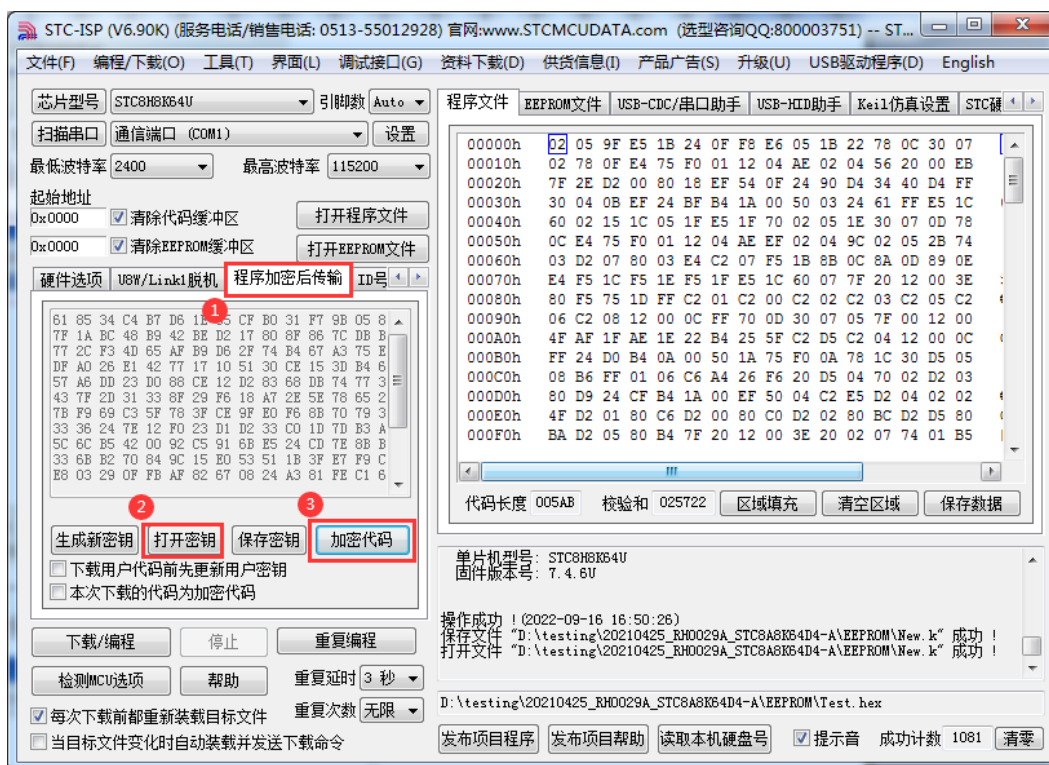 STC-ISP (V6.90K) (服务电话/销售电话: 0513-55012928) 官网:www.STCMCUDATA.com (选型咨询QQ:800003751) -- ST...
文件(F) 编程/下载(O) 工具(T) 界面(L) 调试接口(G) 资料下载(D) 供货信息(I) 产品广告(S) 升级(U) USB驱动程序(D) English
芯片型号 STC8H8K64U 引脚数 Auto
扫描串口 通信端口 (COM1) 设置
最低波特率 2400 最高波特率 115200
起始地址
0x0000 清除代码缓冲区 打开程序文件
0x0000 清除EEPROM缓冲区 打开EEPROM文件
硬件选项 U8W/Link1脱机 程序加密后传输 ID号
1
61 85 34 C4 B7 D6 CF B0 31 F7 9B 05 8
7F 1A BC 48 B9 42 BE D2 17 80 8F 86 7C DB B
77 2C F3 4D 65 AF B9 D6 2F 74 B4 67 A3 75 E
DF A0 26 E1 42 77 17 10 51 30 CE 15 3D B4 6
57 A6 DD 23 D0 88 CE 12 D2 83 68 DB 74 77 3
43 7F 2D 31 33 8F 29 F6 18 A7 2E 5E 78 65 2
7B F9 69 C3 5F 78 3F CE 9F E0 F6 8B 70 79 3
33 36 24 7E 12 F0 23 D1 D2 33 C0 1D 7D B3 A
5C 6C B5 42 00 92 C5 91 6B E5 24 CD 7E 8B B
33 6B B2 70 84 9C 15 E0 53 51 1B 3F E7 F9 C
E8 03 29 0F FB AF 82 67 08 24 A3 81 FE C1 6
2 3
生成新密钥 打开密钥 保存密钥 加密代码
下载用户代码前先更新用户密钥
本次下载的代码为加密代码
下载/编程 停止 重复编程
检测MCU选项 帮助 重复延时 3 秒
每次下载前都重新装载目标文件 重复次数 无限
当目标文件变化时自动装载并发送下载命令
程序文件 EEPROM文件 USB-CDC/串口助手 USB-HID助手 Keil仿真设置 STC硬
00000h 02 05 9F E5 1B 24 0F F8 E6 05 1B 22 78 0C 30 07
00010h 02 78 0F E4 75 F0 01 12 04 AE 02 04 56 20 00 EB
00020h 7F 2E D2 00 80 18 EF 54 0F 24 90 D4 34 40 D4 FF
00030h 30 04 0B EF 24 BF B4 1A 00 50 03 24 61 FF E5 1C
00040h 60 02 15 1C 05 1F E5 1F 70 02 05 1E 30 07 0D 78
00050h 0C E4 75 F0 01 12 04 AE EF 02 04 9C 02 05 2B 74
00060h 03 D2 07 80 03 E4 C2 07 F5 1B 8B 0C 8A 0D 89 0E
00070h E4 F5 1C F5 1E F5 1F E5 1C 60 07 7F 20 12 00 3E
00080h 80 F5 75 1D FF C2 01 C2 00 C2 02 C2 03 C2 05 C2
00090h 06 C2 08 12 00 0C FF 70 0D 30 07 05 7F 00 12 00
000A0h 4F AF 1F AE 1E 22 B4 25 5F C2 D5 C2 04 12 00 0C
000B0h FF 24 D0 B4 0A 00 50 1A 75 F0 0A 78 1C 30 D5 05
000C0h 08 B6 FF 01 06 C6 A4 26 F6 20 D5 04 70 02 D2 03
000D0h 80 D9 24 CF B4 1A 00 EF 50 04 C2 E5 D2 04 02 02
000E0h 4F D2 01 80 C6 D2 00 80 C0 D2 02 80 BC D2 D5 80
000F0h BA D2 05 80 B4 7F 20 12 00 3E 20 02 07 74 01 B5
代码长度 005AB 校验和 025722 区域填充 清空区域 保存数据
单片机型号: STC8H8K64U
固件版本号: 7.4.6U
操作成功 !(2022-09-16 16:50:26)
保存文件 "D:\testing\20210425_RH0029A_STC8A8K64D4-A\EEPROM\New.k" 成功 !
打开文件 "D:\testing\20210425_RH0029A_STC8A8K64D4-A\EEPROM\New.k" 成功 !
D:\testing\20210425_RH0029A_STC8A8K64D4-A\EEPROM\Test.hex
发布项目程序 发布项目帮助 读取本机硬盘号 提示音 成功计数 1081 清零